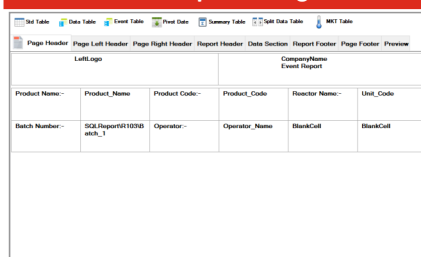 Std Table Data Table Event Table Pivot Date Summary Table Split Data Table MKT Table
Page Header Page Left Header Page Right Header Report Header Data Section Report Footer Page Footer Preview
LeftLogo CompanyName
Event Report
Product Name:- Product_Name Product Code:- Product_Code Reactor Name:- Unit_Code
Batch Number:- SQLReport\R103\B Operator:- Operator_Name BlankCell BlankCell
atch_1